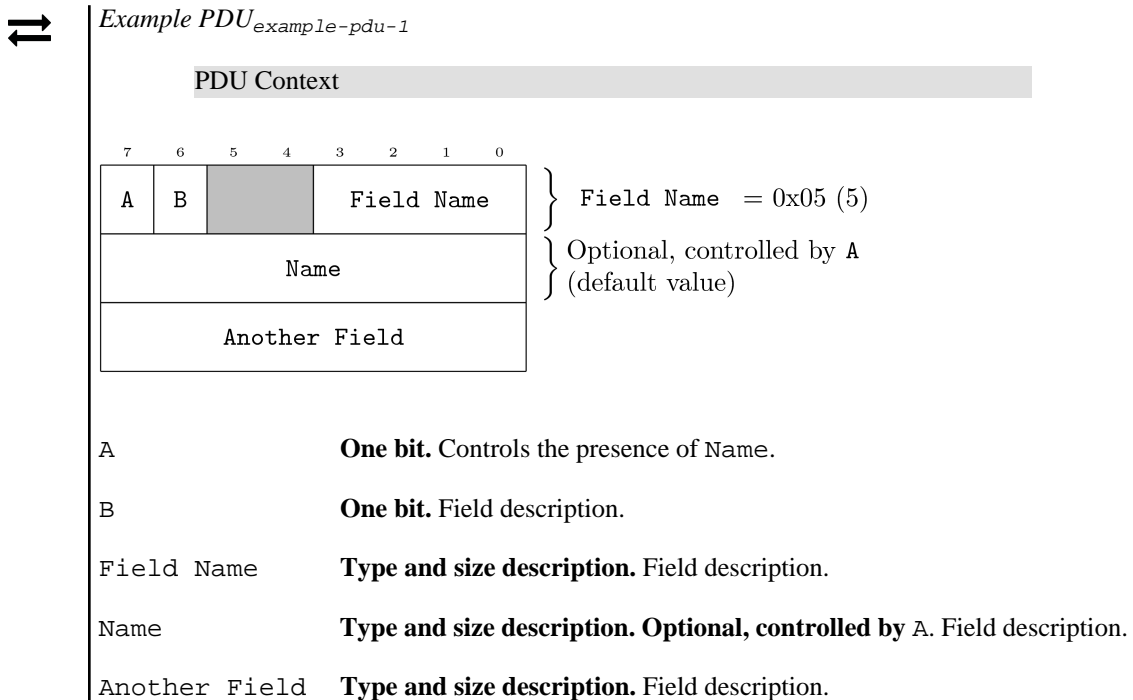 Example PDUexample-pdu-1
PDU Context
7 6 5 4 3 2 1 0
A B Field Name Field Name = 0x05 (5)
Name
Optional, controlled by A
(default value)
Another Field
A One bit. Controls the presence of Name.
B One bit. Field description.
Field Name Type and size description. Field description.
Name Type and size description. Optional, controlled by A. Field description.
Another Field Type and size description. Field description.